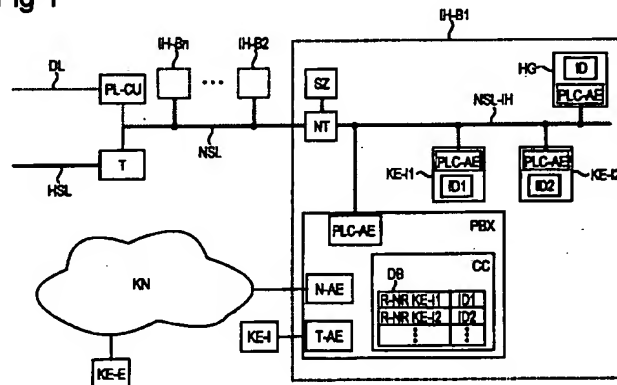 Fig 1
IH-B1
IH-Bn
IH-B2
DL
PL-CU
...
SZ
HG
ID
PLC-AE
NSL-IH
NSL
NT
T
HSL
KE-I1
PLC-AE
ID1
PLC-AE
ID2
KE-I2
PLC-AE
PBX
CC
DB
R-NR KE-I1 ID1
R-NR KE-I2 ID2
KN
N-AE
KE-I
T-AE
KE-E